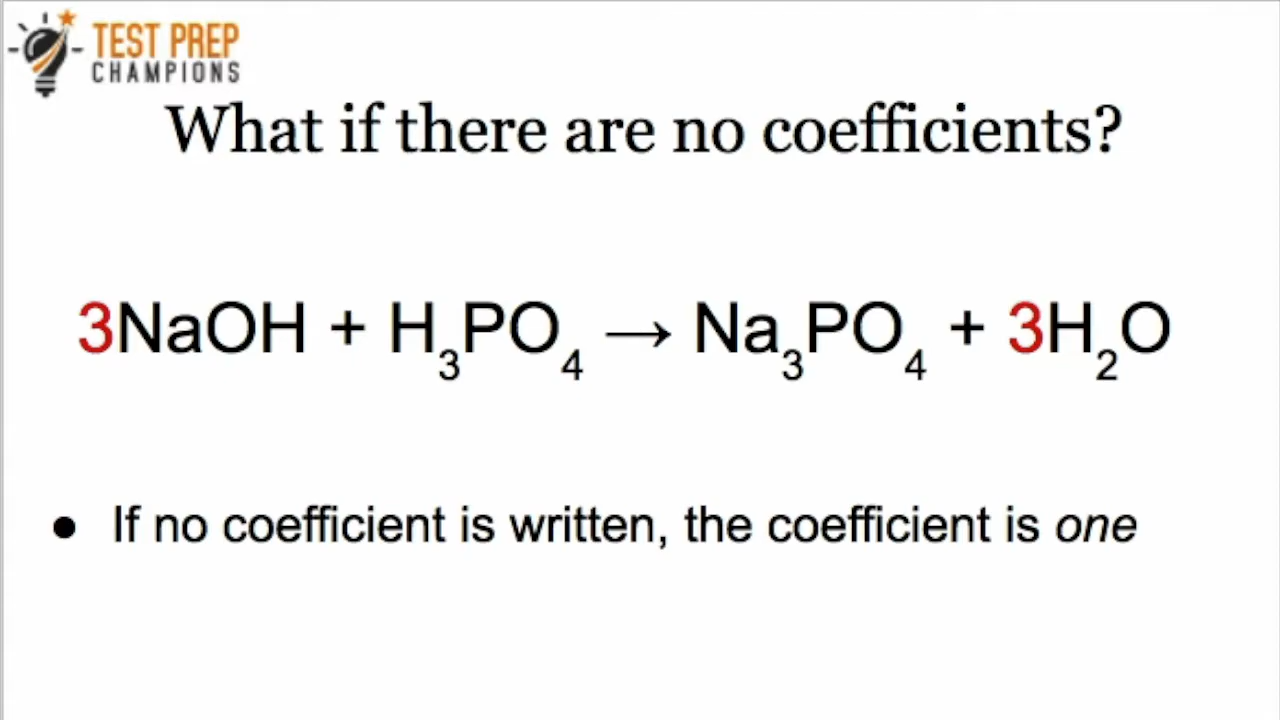 TEST PREP
CHAMPIONS
What if there are no coefficients?
3NaOH + H₃PO₄ → Na₃PO₄ + 3H₂O
● If no coefficient is written, the coefficient is one